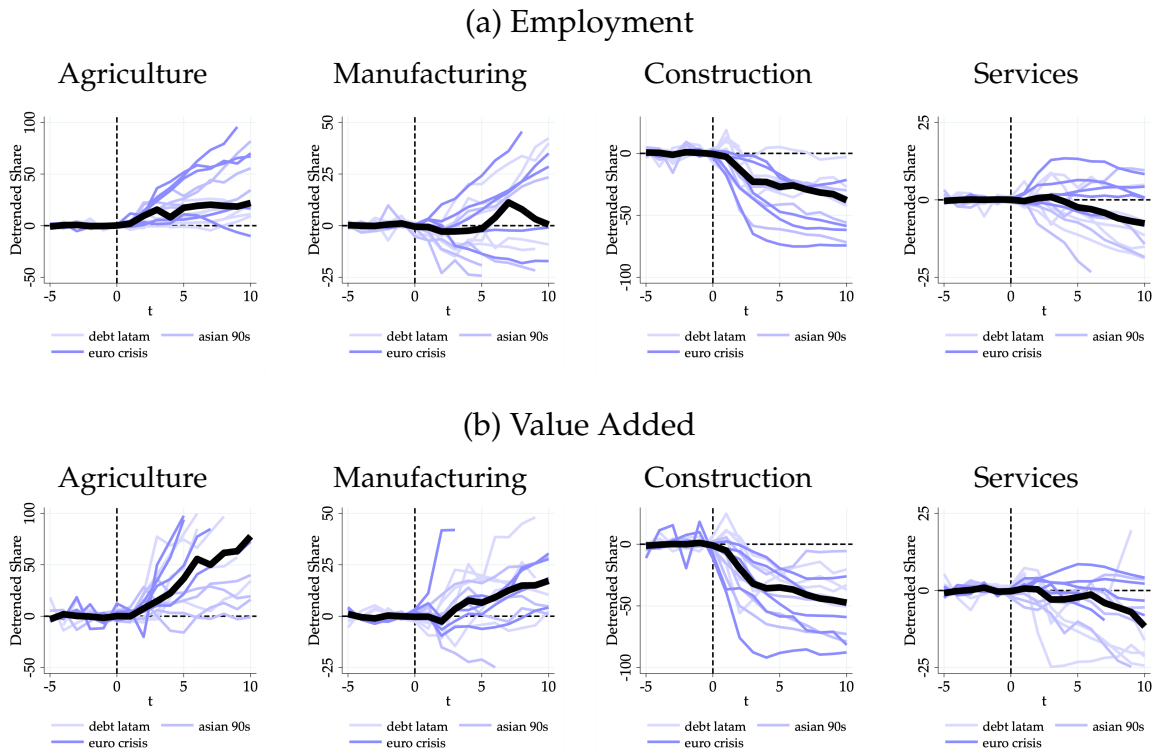 (a) Employment
Agriculture
Detrended Share
100
50
0
-50
-5 0 5 10
t
debt latam asian 90s
euro crisis
Manufacturing
Detrended Share
50
25
0
-25
-5 0 5 10
t
debt latam asian 90s
euro crisis
Construction
Detrended Share
0
-50
-100
-5 0 5 10
t
debt latam asian 90s
euro crisis
Services
Detrended Share
25
0
-25
-5 0 5 10
t
debt latam asian 90s
euro crisis
(b) Value Added
Agriculture
Detrended Share
100
50
0
-50
-5 0 5 10
t
debt latam asian 90s
euro crisis
Manufacturing
Detrended Share
50
25
0
-25
-5 0 5 10
t
debt latam asian 90s
euro crisis
Construction
Detrended Share
0
-50
-100
-5 0 5 10
t
debt latam asian 90s
euro crisis
Services
Detrended Share
25
0
-25
-5 0 5 10
t
debt latam asian 90s
euro crisis